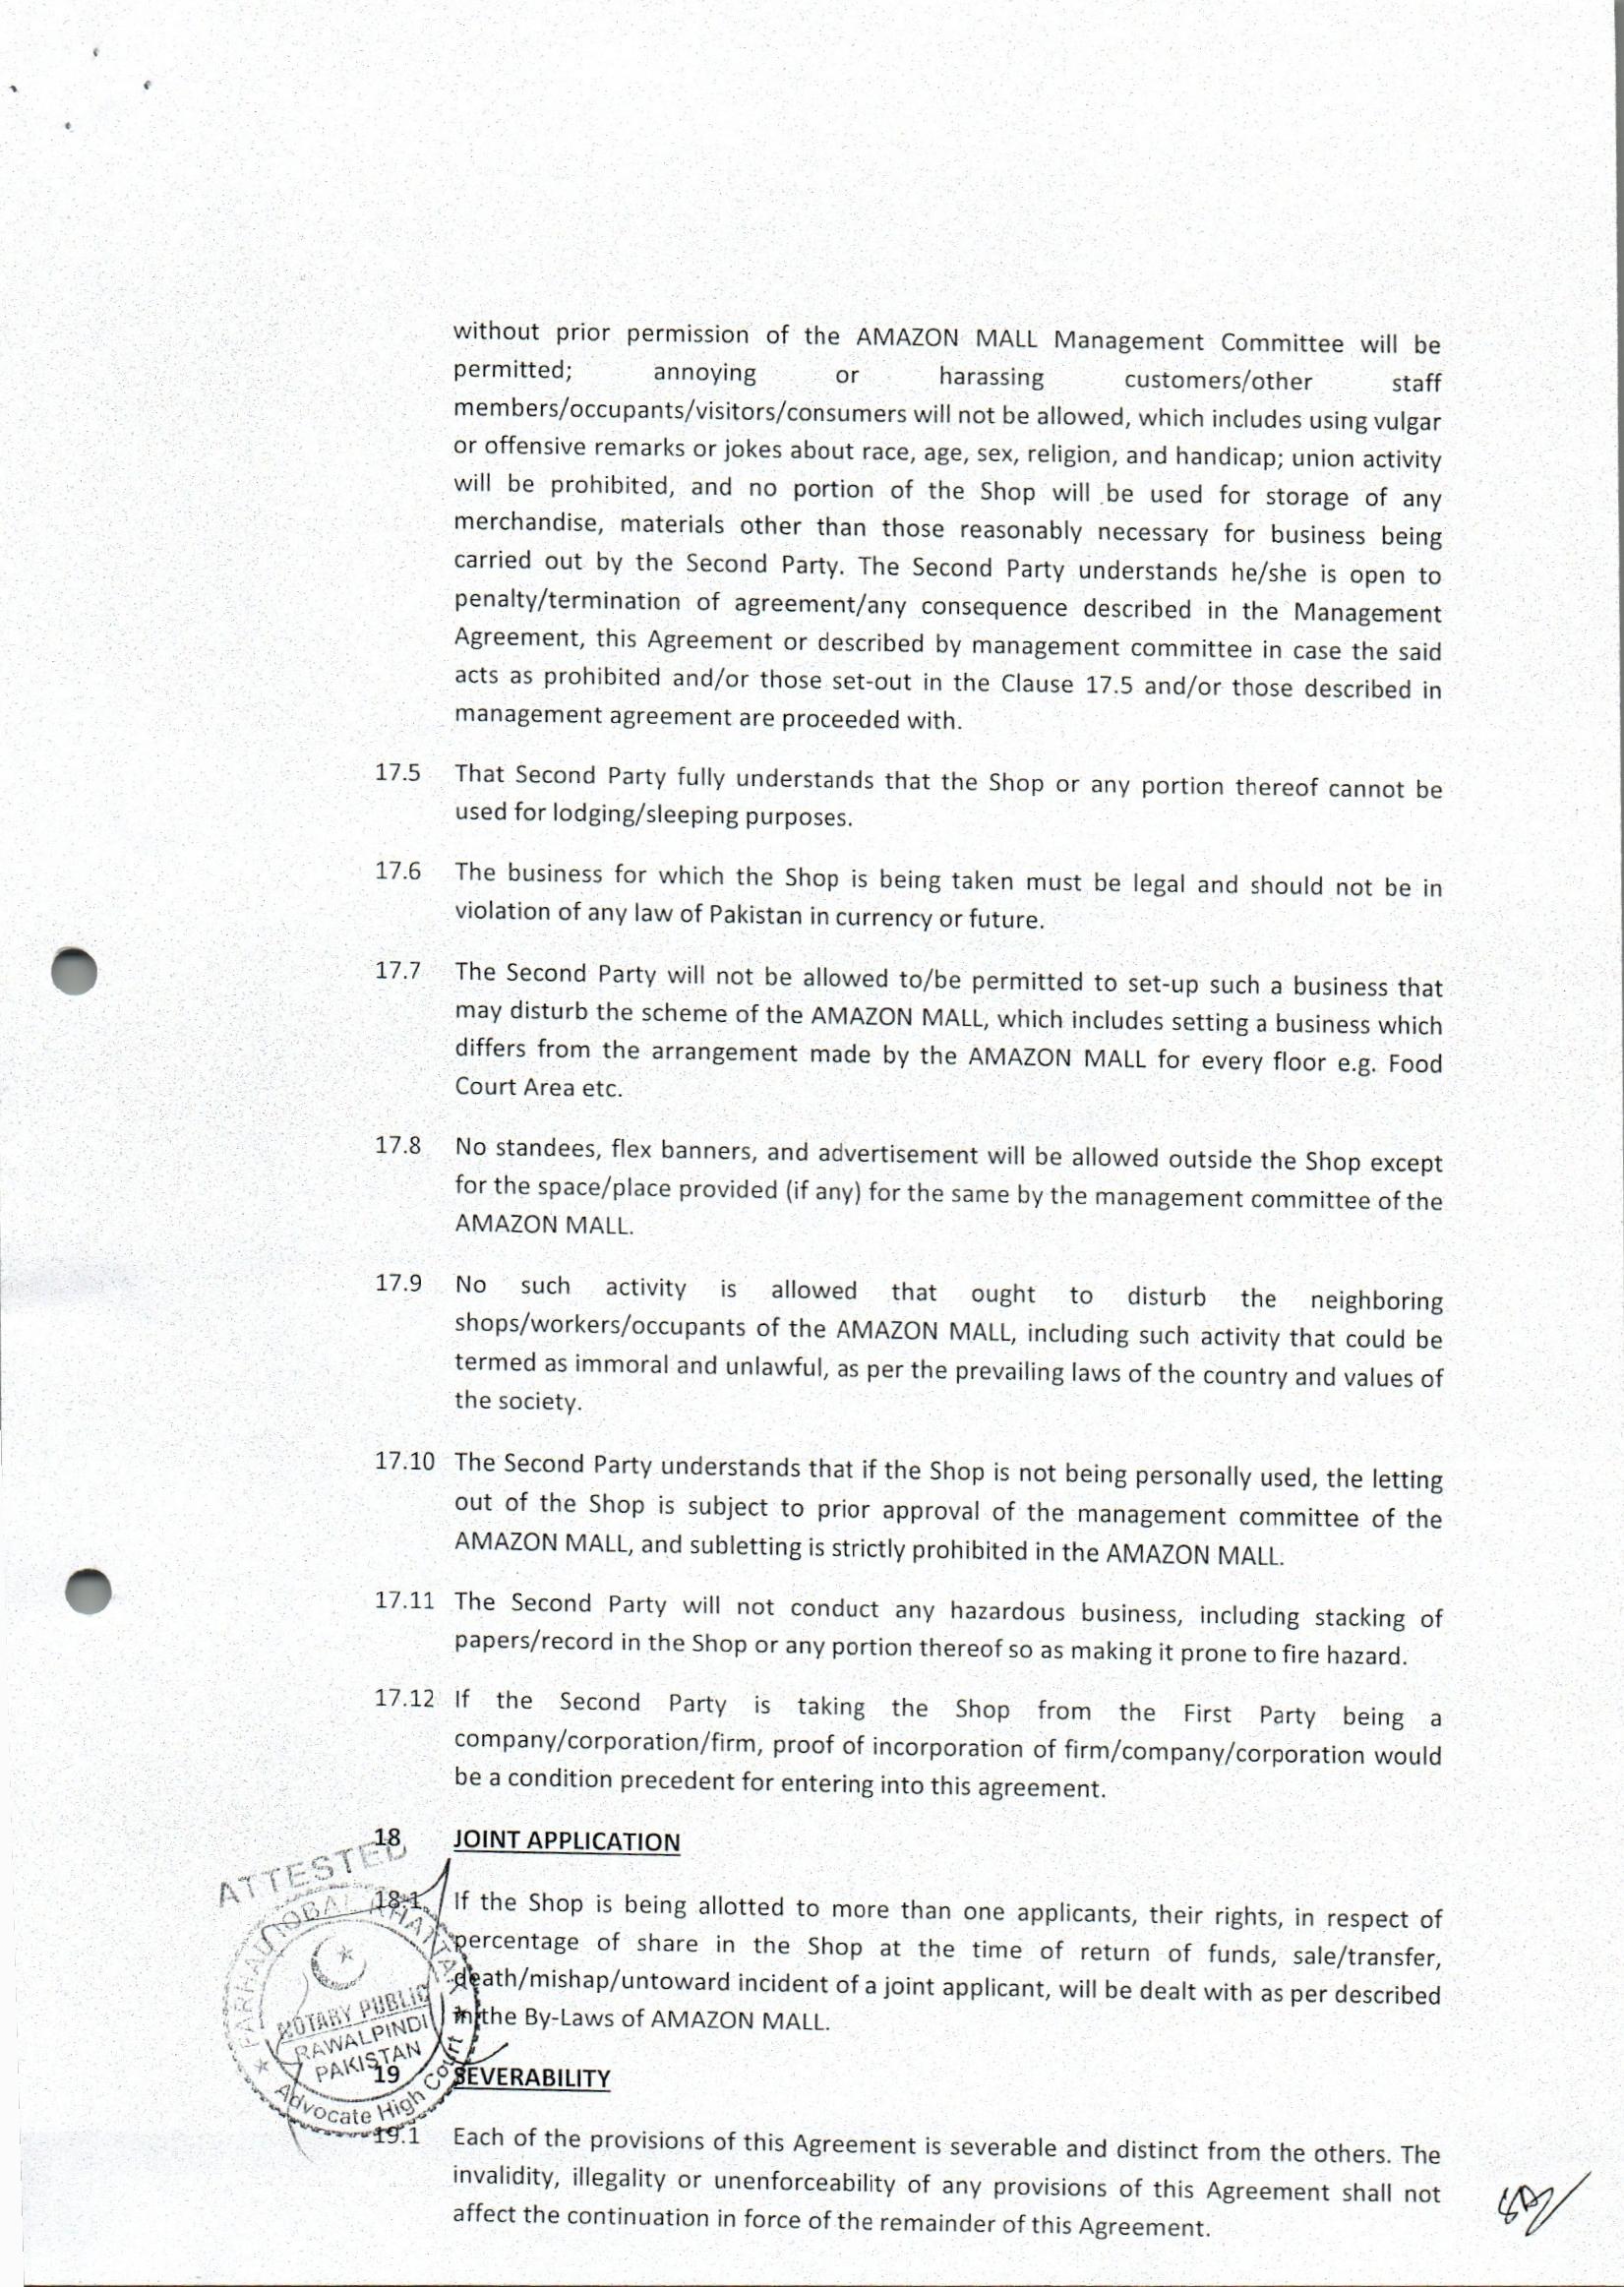 without prior permission of the AMAZON MALL Management Committee will be
permitted; annoying or harassing customers/other staff
members/occupants/visitors/consumers will not be allowed, which includes using vulgar
or offensive remarks or jokes about race, age, sex, religion, and handicap; union activity
will be prohibited, and no portion of the Shop will be used for storage of any
merchandise, materials other than those reasonably necessary for business being
carried out by the Second Party. The Second Party understands he/she is open to
penalty/termination of agreement/any consequence described in the Management
Agreement, this Agreement or described by management committee in case the said
acts as prohibited and/or those set-out in the Clause 17.5 and/or those described in
management agreement are proceeded with.
17.5 That Second Party fully understands that the Shop or any portion thereof cannot be
used for lodging/sleeping purposes.
17.6 The business for which the Shop is being taken must be legal and should not be in
violation of any law of Pakistan in currency or future.
17.7 The Second Party will not be allowed to/be permitted to set-up such a business that
may disturb the scheme of the AMAZON MALL, which includes setting a business which
differs from the arrangement made by the AMAZON MALL for every floor e.g. Food
Court Area etc.
17.8 No standees, flex banners, and advertisement will be allowed outside the Shop except
for the space/place provided (if any) for the same by the management committee of the
AMAZON MALL.
17.9 No such activity is allowed that ought to disturb the neighboring
shops/workers/occupants of the AMAZON MALL, including such activity that could be
termed as immoral and unlawful, as per the prevailing laws of the country and values of
the society.
17.10 The Second Party understands that if the Shop is not being personally used, the letting
out of the Shop is subject to prior approval of the management committee of the
AMAZON MALL, and subletting is strictly prohibited in the AMAZON MALL.
17.11 The Second Party will not conduct any hazardous business, including stacking of
papers/record in the Shop or any portion thereof so as making it prone to fire hazard.
17.12 If the Second Party is taking the Shop from the First Party being a
company/corporation/firm, proof of incorporation of firm/company/corporation would
be a condition precedent for entering into this agreement.
18 JOINT APPLICATION
ATTESTED
18.1. If the Shop is being allotted to more than one applicants, their rights, in respect of
percentage of share in the Shop at the time of return of funds, sale/transfer,
death/mishap/untoward incident of a joint applicant, will be dealt with as per described
in the By-Laws of AMAZON MALL.
NOTARY PUBLIC
RAWALPINDI
PAKISTAN
Advocate High Court
19 SEVERABILITY
19.1 Each of the provisions of this Agreement is severable and distinct from the others. The
invalidity, illegality or unenforceability of any provisions of this Agreement shall not
affect the continuation in force of the remainder of this Agreement.